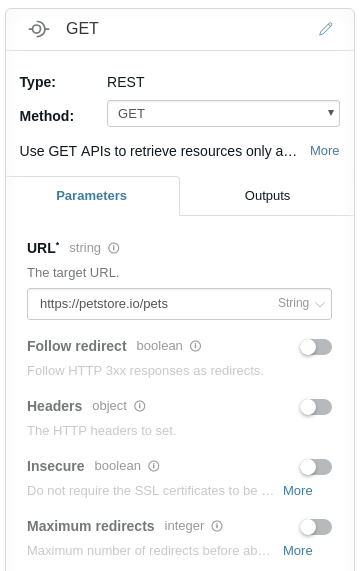 GET
Type: REST
Method: GET
Use GET APIs to retrieve resources only a... More
Parameters Outputs
URL* string
The target URL.
https://petstore.io/pets String
Follow redirect boolean
Follow HTTP 3xx responses as redirects.
Headers object
The HTTP headers to set.
Insecure boolean
Do not require the SSL certificates to be ... More
Maximum redirects integer
Maximum number of redirects before ab... More